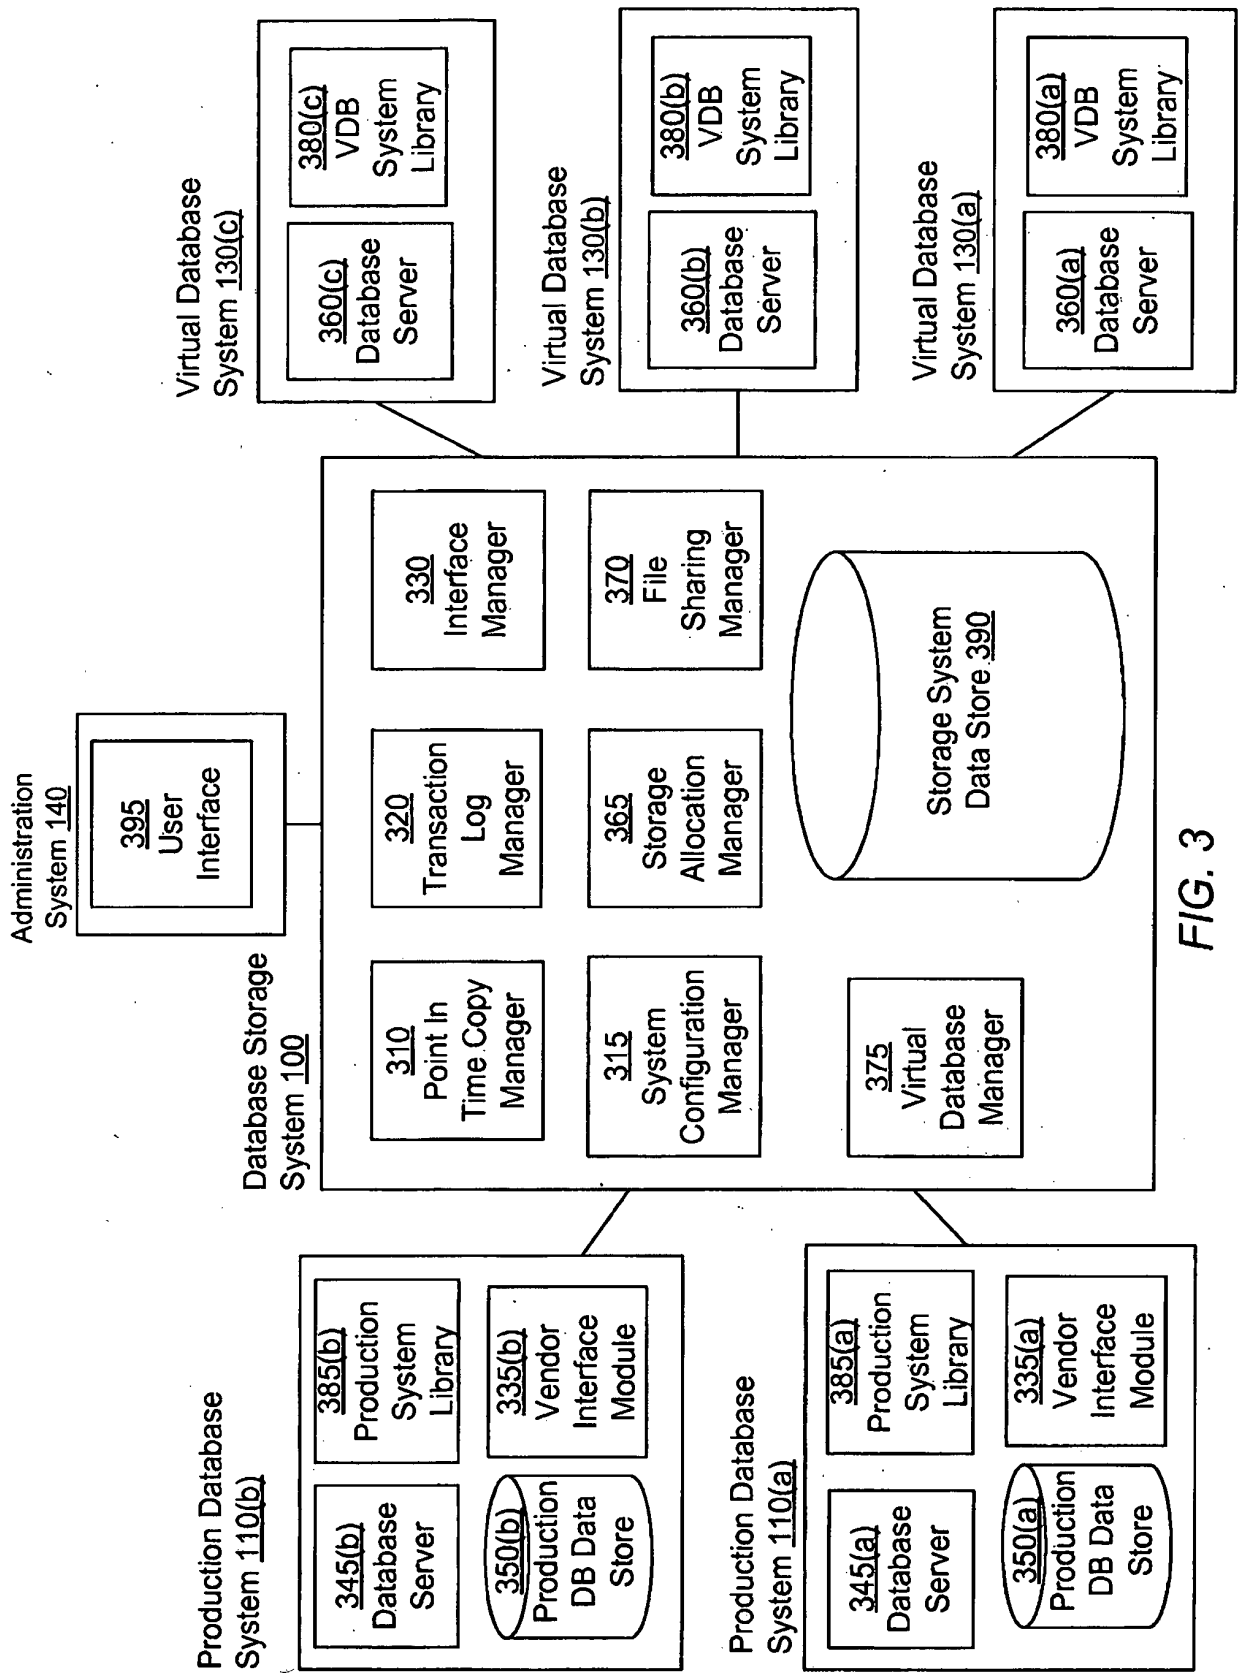 Administration
System 140
395
User
Interface
Database Storage
System 100
310
Point In
Time Copy
Manager
320
Transaction
Log
Manager
330
Interface
Manager
315
System
Configuration
Manager
365
Storage
Allocation
Manager
370
File
Sharing
Manager
375
Virtual
Database
Manager
Storage System
Data Store 390
Production Database
System 110(b)
345(b)
Database
Server
385(b)
Production
System
Library
350(b)
Production
DB Data
Store
335(b)
Vendor
Interface
Module
Production Database
System 110(a)
345(a)
Database
Server
385(a)
Production
System
Library
350(a)
Production
DB Data
Store
335(a)
Vendor
Interface
Module
Virtual Database
System 130(c)
360(c)
Database
Server
380(c)
VDB
System
Library
Virtual Database
System 130(b)
360(b)
Database
Server
380(b)
VDB
System
Library
Virtual Database
System 130(a)
360(a)
Database
Server
380(a)
VDB
System
Library
FIG. 3